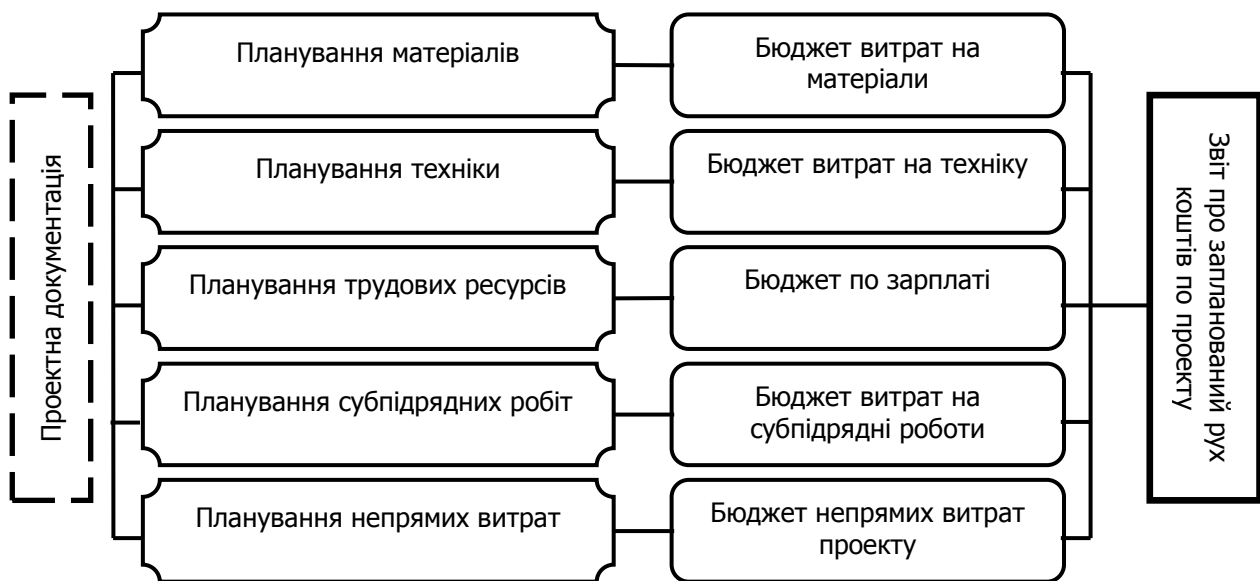 Проектна документація
Планування матеріалів
Бюджет витрат на
матеріали
Планування техніки
Бюджет витрат на техніку
Планування трудових ресурсів
Бюджет по зарплаті
Планування субпідрядних робіт
Бюджет витрат на
субпідрядні роботи
Планування непрямих витрат
Бюджет непрямих витрат
проекту
Звіт про запланований рух
коштів по проекту